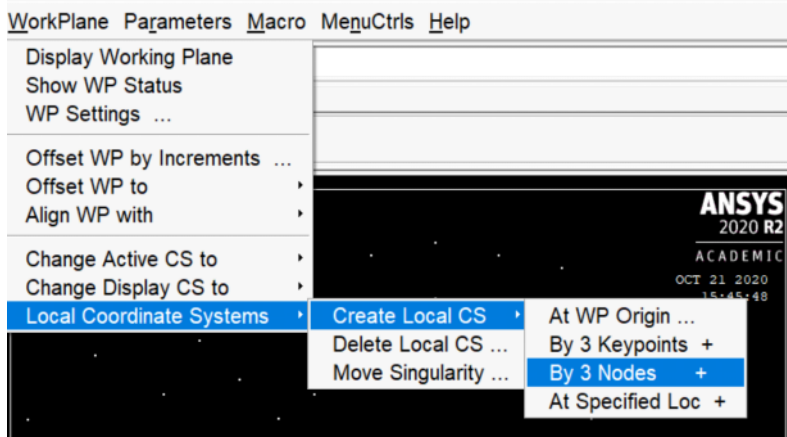 WorkPlane Parameters Macro MenuCtrls Help
Display Working Plane
Show WP Status
WP Settings ...
Offset WP by Increments ...
Offset WP to
Align WP with
Change Active CS to
Change Display CS to
Local Coordinate Systems
Create Local CS
Delete Local CS ...
Move Singularity ...
At WP Origin ...
By 3 Keypoints +
By 3 Nodes +
At Specified Loc +
ANSYS
2020 R2
ACADEMIC
OCT 21 2020
15:45:48